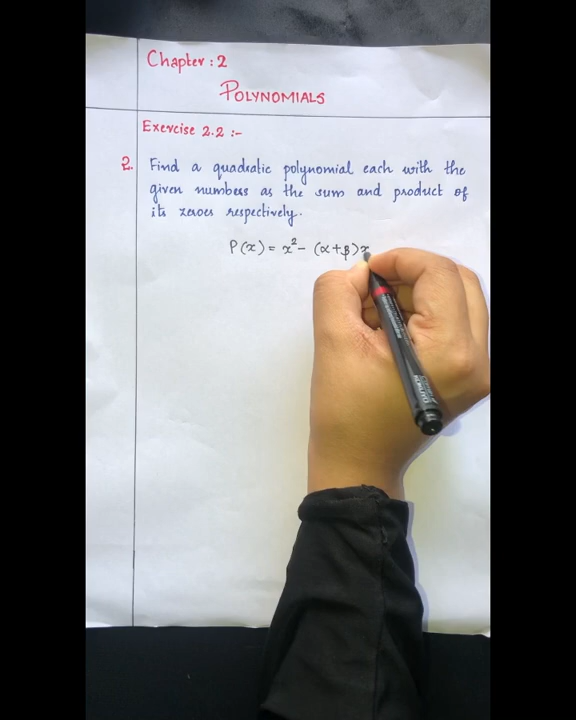 Chapter : 2
POLYNOMIALS
Exercise 2.2 :-
2. Find a quadratic polynomial each with the
given numbers as the sum and product of
its zeroes respectively.
P(x) = x² - (α+β)x